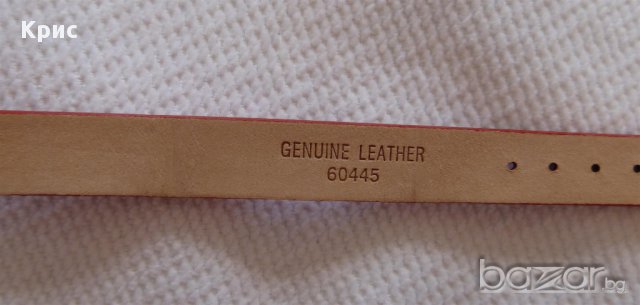 Крис
GENUINE LEATHER
60445
bazar.bg